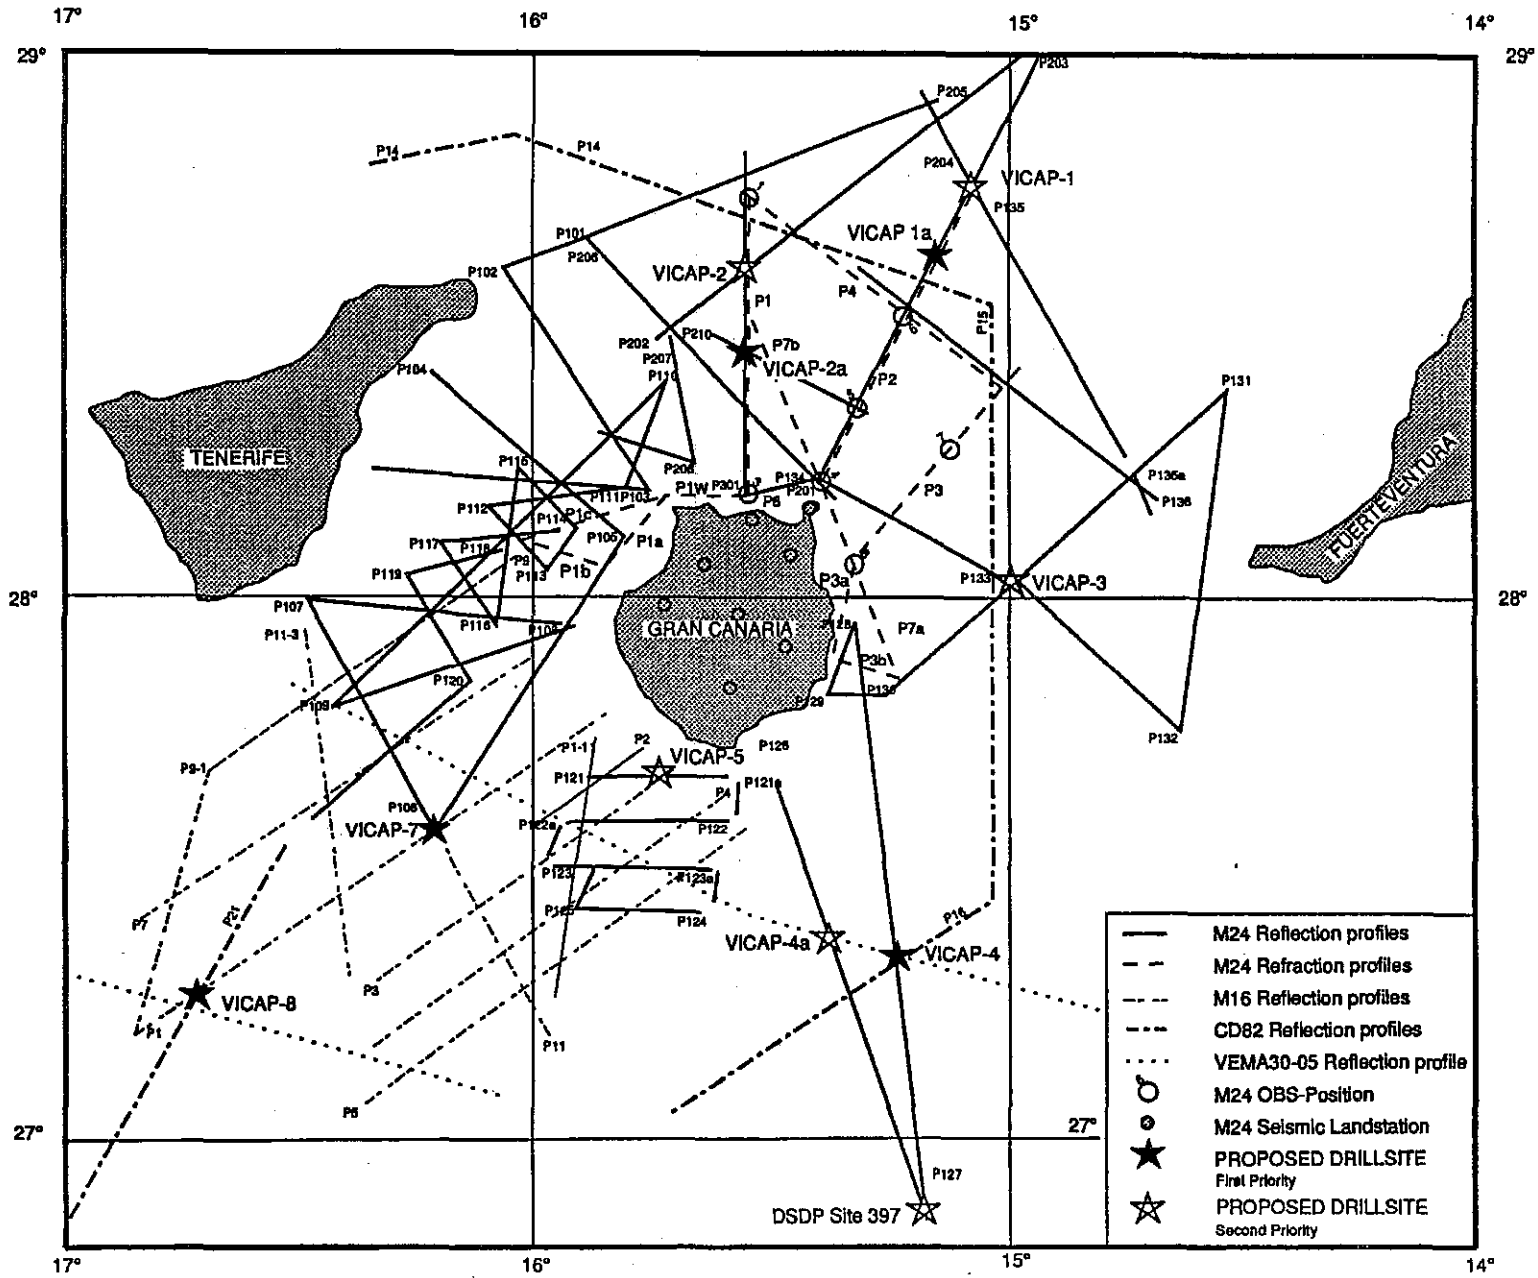 17°
16°
15°
14°
29°
29°
P203
P205
P14
P14
P204
VICAP-1
P135
P101
P206
VICAP 1a
P102
VICAP-2
P1
P4
P15
P202
P210
P7b
P207
VICAP-2a
P110
P104
P2
P131
TENERIFE
P115
P208
P3
P136a
P136
FUERTEVENTURA
P111
P103
P1W
P301
P6
P134
P201
P112
P114
P1c
P105
P1a
P117
P118
P9
P113
P1b
P119
P3a
P133
VICAP-3
28°
28°
P107
P11-3
P116
P108
GRAN CANARIA
P128
P7a
P3b
P120
P109
P129
P130
P132
P9-1
P1-11
P2
VICAP-5
P126
P121
P4
P121a
P106
VICAP-7
P122a
P122
P123
P123a
P7
P21
P125
P124
P16
VICAP-4a
VICAP-4
P3
VICAP-8
P1
P11
P5
27°
27°
P127
DSDP Site 397
M24 Reflection profiles
M24 Refraction profiles
M16 Reflection profiles
CD82 Reflection profiles
VEMA30-05 Reflection profile
M24 OBS-Position
M24 Seismic Landstation
PROPOSED DRILLSITE
First Priority
PROPOSED DRILLSITE
Second Priority
17°
16°
15°
14°